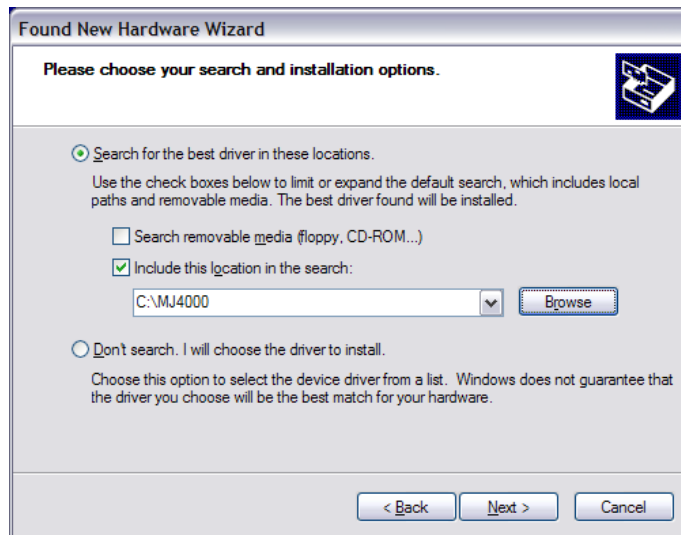 Found New Hardware Wizard
Please choose your search and installation options.
Search for the best driver in these locations.
Use the check boxes below to limit or expand the default search, which includes local
paths and removable media. The best driver found will be installed.
Search removable media (floppy, CD-ROM...)
Include this location in the search:
C:\MJ4000
Browse
Don't search. I will choose the driver to install.
Choose this option to select the device driver from a list. Windows does not guarantee that
the driver you choose will be the best match for your hardware.
< Back
Next >
Cancel